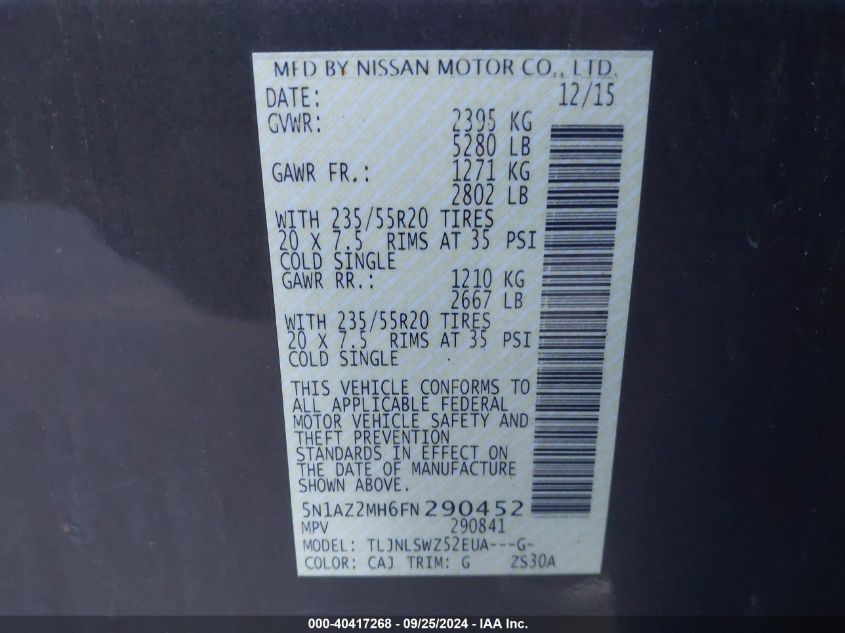 MFD BY NISSAN MOTOR CO., LTD.
DATE: 12/15
GVWR: 2395 KG
5280 LB
GAWR FR.: 1271 KG
2802 LB
WITH 235/55R20 TIRES
20 X 7.5 RIMS AT 35 PSI
COLD SINGLE
GAWR RR.: 1210 KG
2667 LB
WITH 235/55R20 TIRES
20 X 7.5 RIMS AT 35 PSI
COLD SINGLE
THIS VEHICLE CONFORMS TO
ALL APPLICABLE FEDERAL
MOTOR VEHICLE SAFETY AND
THEFT PREVENTION
STANDARDS IN EFFECT ON
THE DATE OF MANUFACTURE
SHOWN ABOVE.
5N1AZ2MH6FN290452
MPV 290841
MODEL: TLJNLSWZ52EUA---G-
COLOR: CAJ TRIM: G ZS30A
000-40417268 - 09/25/2024 - IAA Inc.